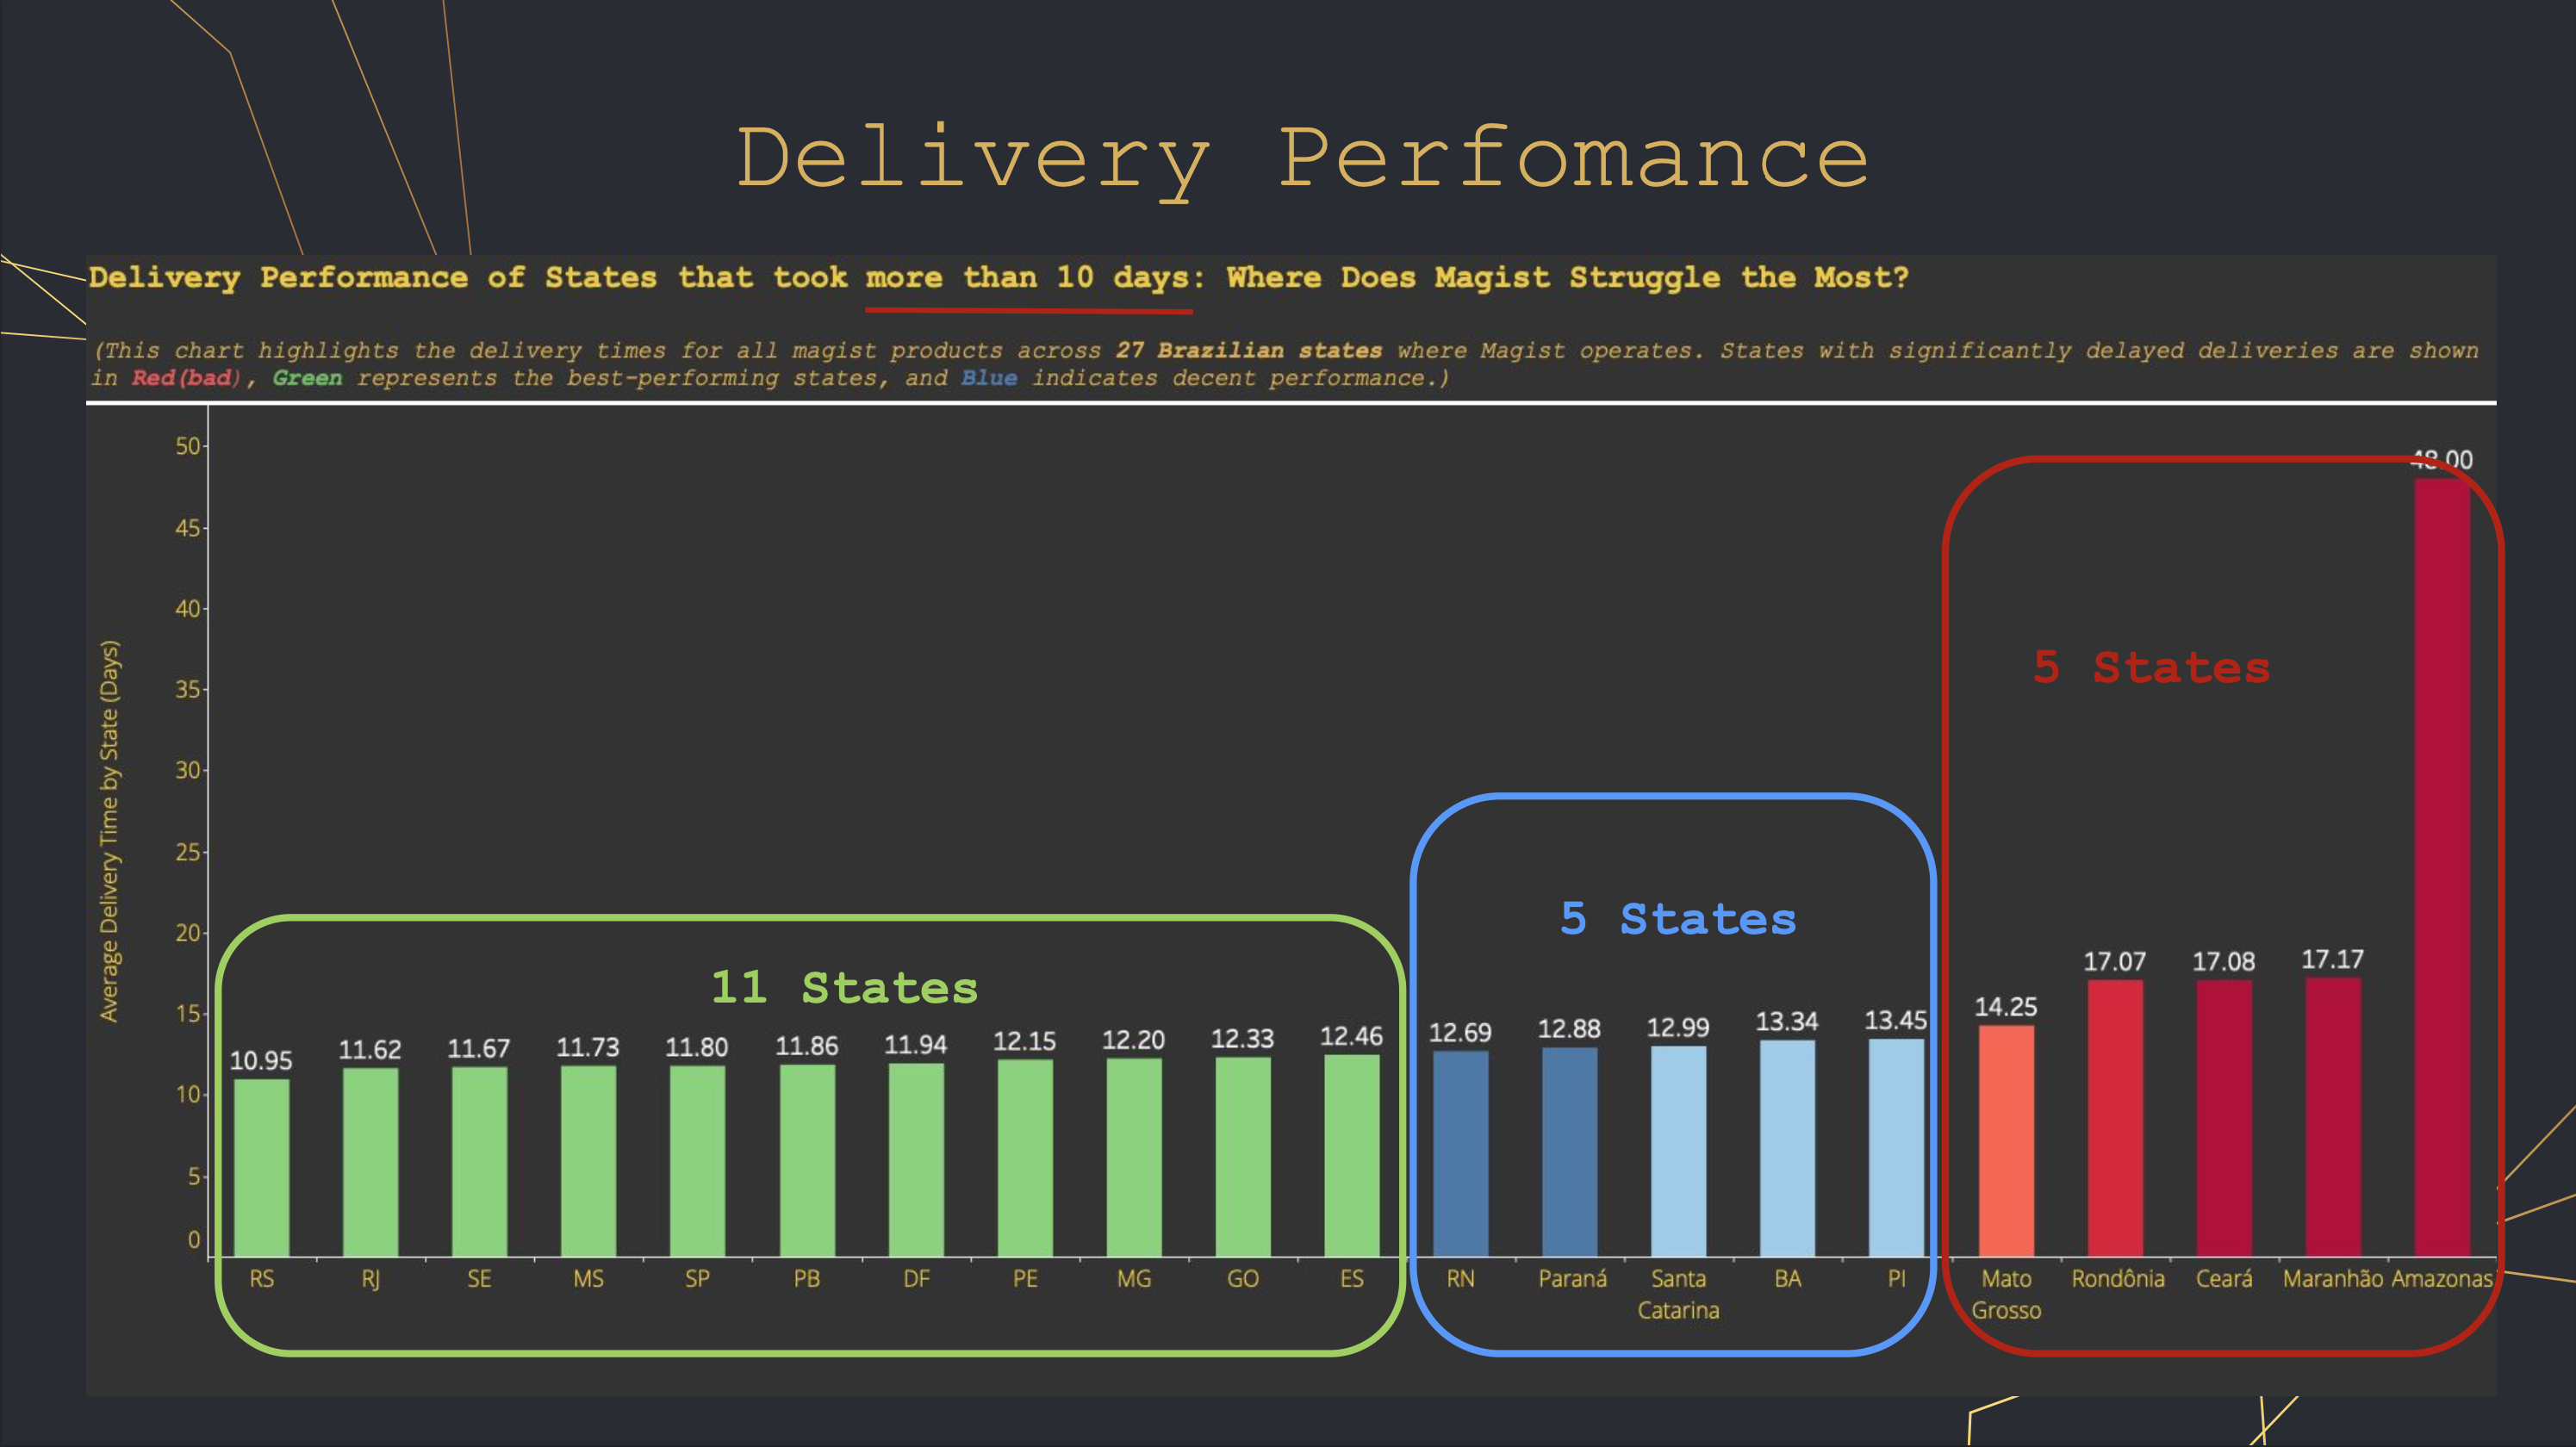 Delivery Perfomance
Delivery Performance of States that took more than 10 days: Where Does Magist Struggle the Most?
(This chart highlights the delivery times for all magist products across 27 Brazilian states where Magist operates. States with significantly delayed deliveries are shown
in Red(bad), Green represents the best-performing states, and Blue indicates decent performance.)
Average Delivery Time by State (Days)
50
45
40
35
30
25
20
15
10
5
0
11 States
5 States
5 States
10.95 11.62 11.67 11.73 11.80 11.86 11.94 12.15 12.20 12.33 12.46 12.69 12.88 12.99 13.34 13.45 14.25 17.07 17.08 17.17 48.00
RS RJ SE MS SP PB DF PE MG GO ES RN Paraná Santa BA PI Mato Rondônia Ceará Maranhão Amazonas
Catarina Grosso